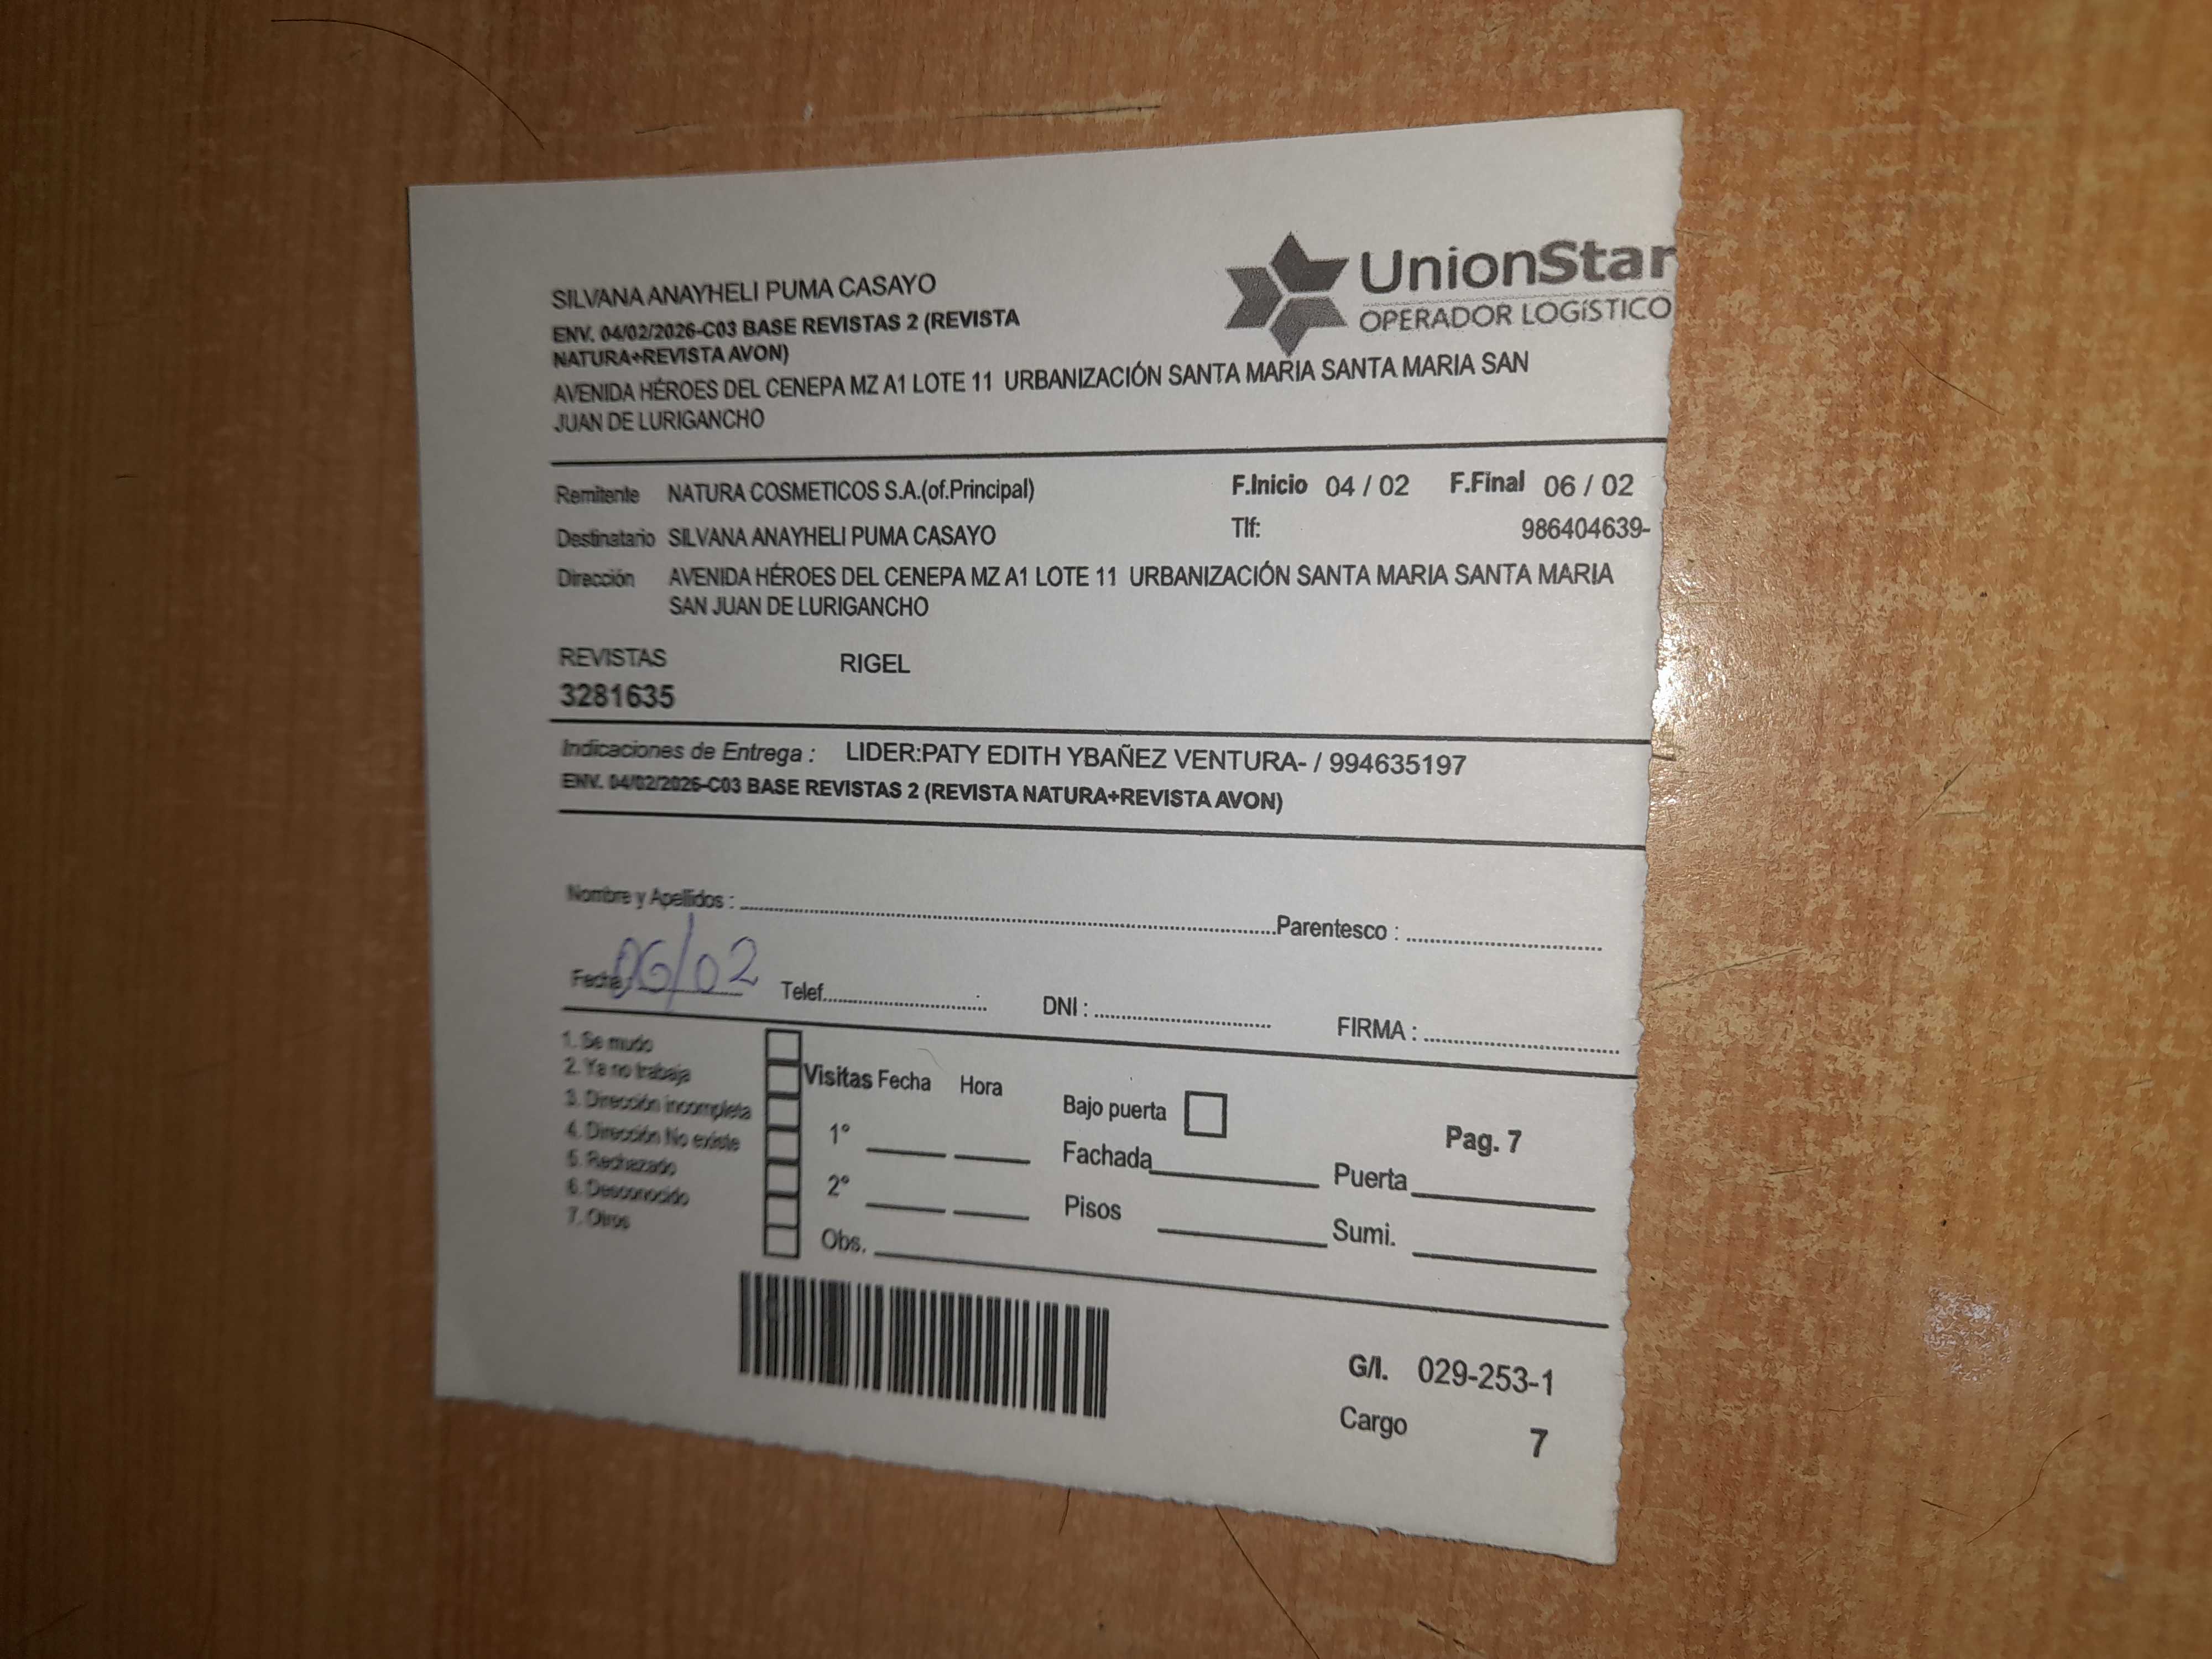 UnionStar
OPERADOR LOGÍSTICO
SILVANA ANAYHELI PUMA CASAYO
ENV. 04/02/2026-C03 BASE REVISTAS 2 (REVISTA
NATURA+REVISTA AVON)
AVENIDA HÉROES DEL CENEPA MZ A1 LOTE 11 URBANIZACIÓN SANTA MARIA SANTA MARIA SAN
JUAN DE LURIGANCHO
Remitente NATURA COSMETICOS S.A.(of.Principal) F.Inicio 04 / 02 F.Final 06 / 02
Destinatario SILVANA ANAYHELI PUMA CASAYO Tlf: 986404639-
Dirección AVENIDA HÉROES DEL CENEPA MZ A1 LOTE 11 URBANIZACIÓN SANTA MARIA SANTA MARIA
SAN JUAN DE LURIGANCHO
REVISTAS RIGEL
3281635
Indicaciones de Entrega : LIDER:PATY EDITH YBAÑEZ VENTURA- / 994635197
ENV. 04/02/2026-C03 BASE REVISTAS 2 (REVISTA NATURA+REVISTA AVON)
Nombre y Apellidos : Parentesco :
Fecha: 06/02 Telef. DNI : FIRMA :
1. Se mudo
2. Ya no trabaja
3. Dirección incompleta
4. Dirección No existe
5. Rechazado
6. Desconocido
7. Otros
Visitas Fecha Hora
1°
2°
Obs.
Bajo puerta
Fachada Puerta
Pisos Sumi.
Pag. 7
G/I. 029-253-1
Cargo 7